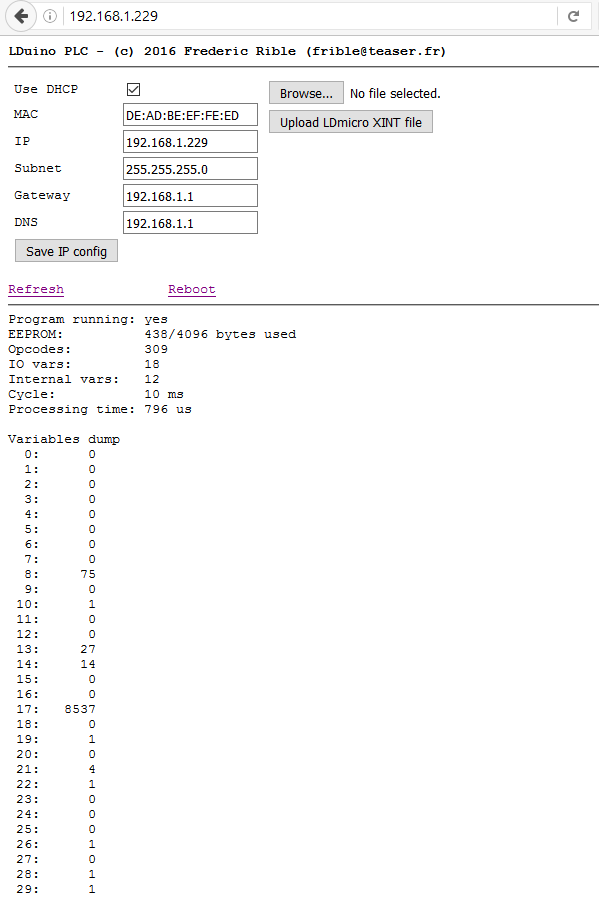 192.168.1.229
LDuino PLC - (c) 2016 Frederic Rible (frible@teaser.fr)
Use DHCP
Browse... No file selected.
MAC DE:AD:BE:EF:FE:ED
Upload LDmicro XINT file
IP 192.168.1.229
Subnet 255.255.255.0
Gateway 192.168.1.1
DNS 192.168.1.1
Save IP config
Refresh Reboot
Program running: yes
EEPROM: 438/4096 bytes used
Opcodes: 309
IO vars: 18
Internal vars: 12
Cycle: 10 ms
Processing time: 796 us
Variables dump
0: 0
1: 0
2: 0
3: 0
4: 0
5: 0
6: 0
7: 0
8: 75
9: 0
10: 1
11: 0
12: 0
13: 27
14: 14
15: 0
16: 0
17: 8537
18: 0
19: 1
20: 0
21: 4
22: 1
23: 0
24: 0
25: 0
26: 1
27: 0
28: 1
29: 1